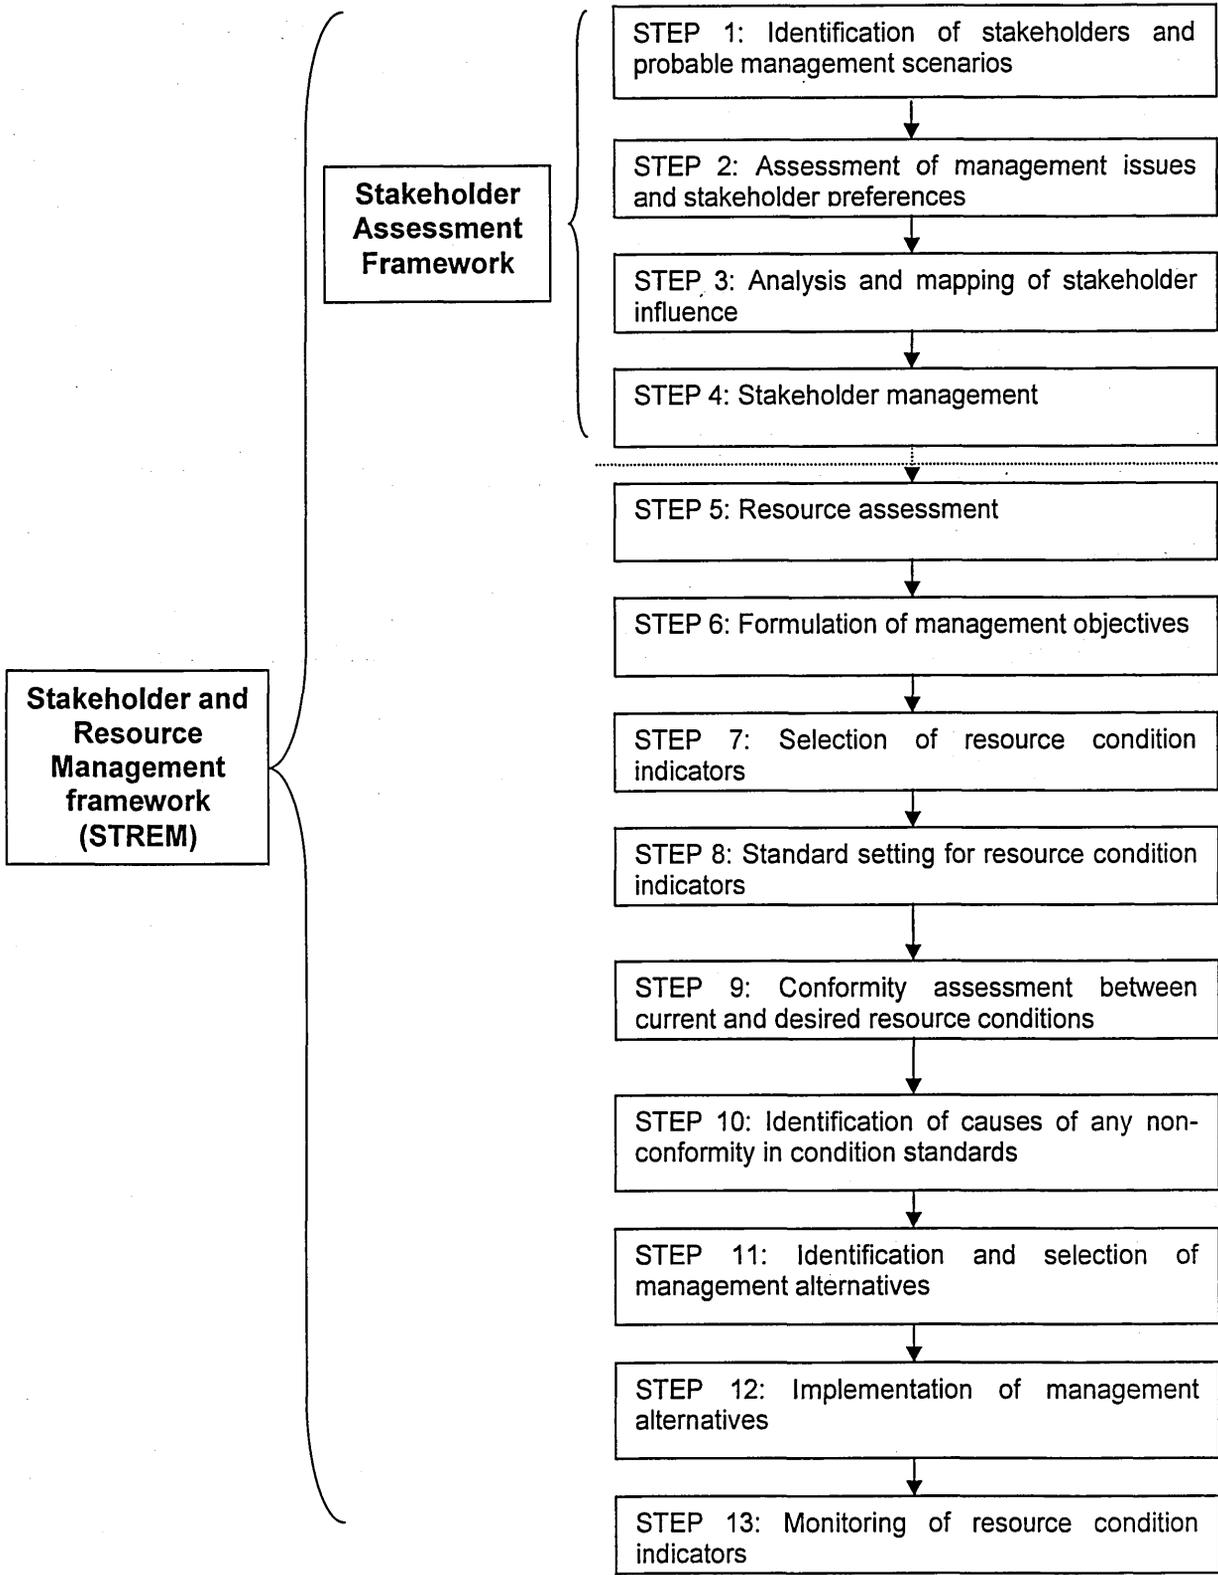 STEP 1: Identification of stakeholders and
probable management scenarios
STEP 2: Assessment of management issues
and stakeholder preferences
Stakeholder
Assessment
Framework
STEP 3: Analysis and mapping of stakeholder
influence
STEP 4: Stakeholder management
STEP 5: Resource assessment
STEP 6: Formulation of management objectives
Stakeholder and
Resource
Management
framework
(STREM)
STEP 7: Selection of resource condition
indicators
STEP 8: Standard setting for resource condition
indicators
STEP 9: Conformity assessment between
current and desired resource conditions
STEP 10: Identification of causes of any non-
conformity in condition standards
STEP 11: Identification and selection of
management alternatives
STEP 12: Implementation of management
alternatives
STEP 13: Monitoring of resource condition
indicators